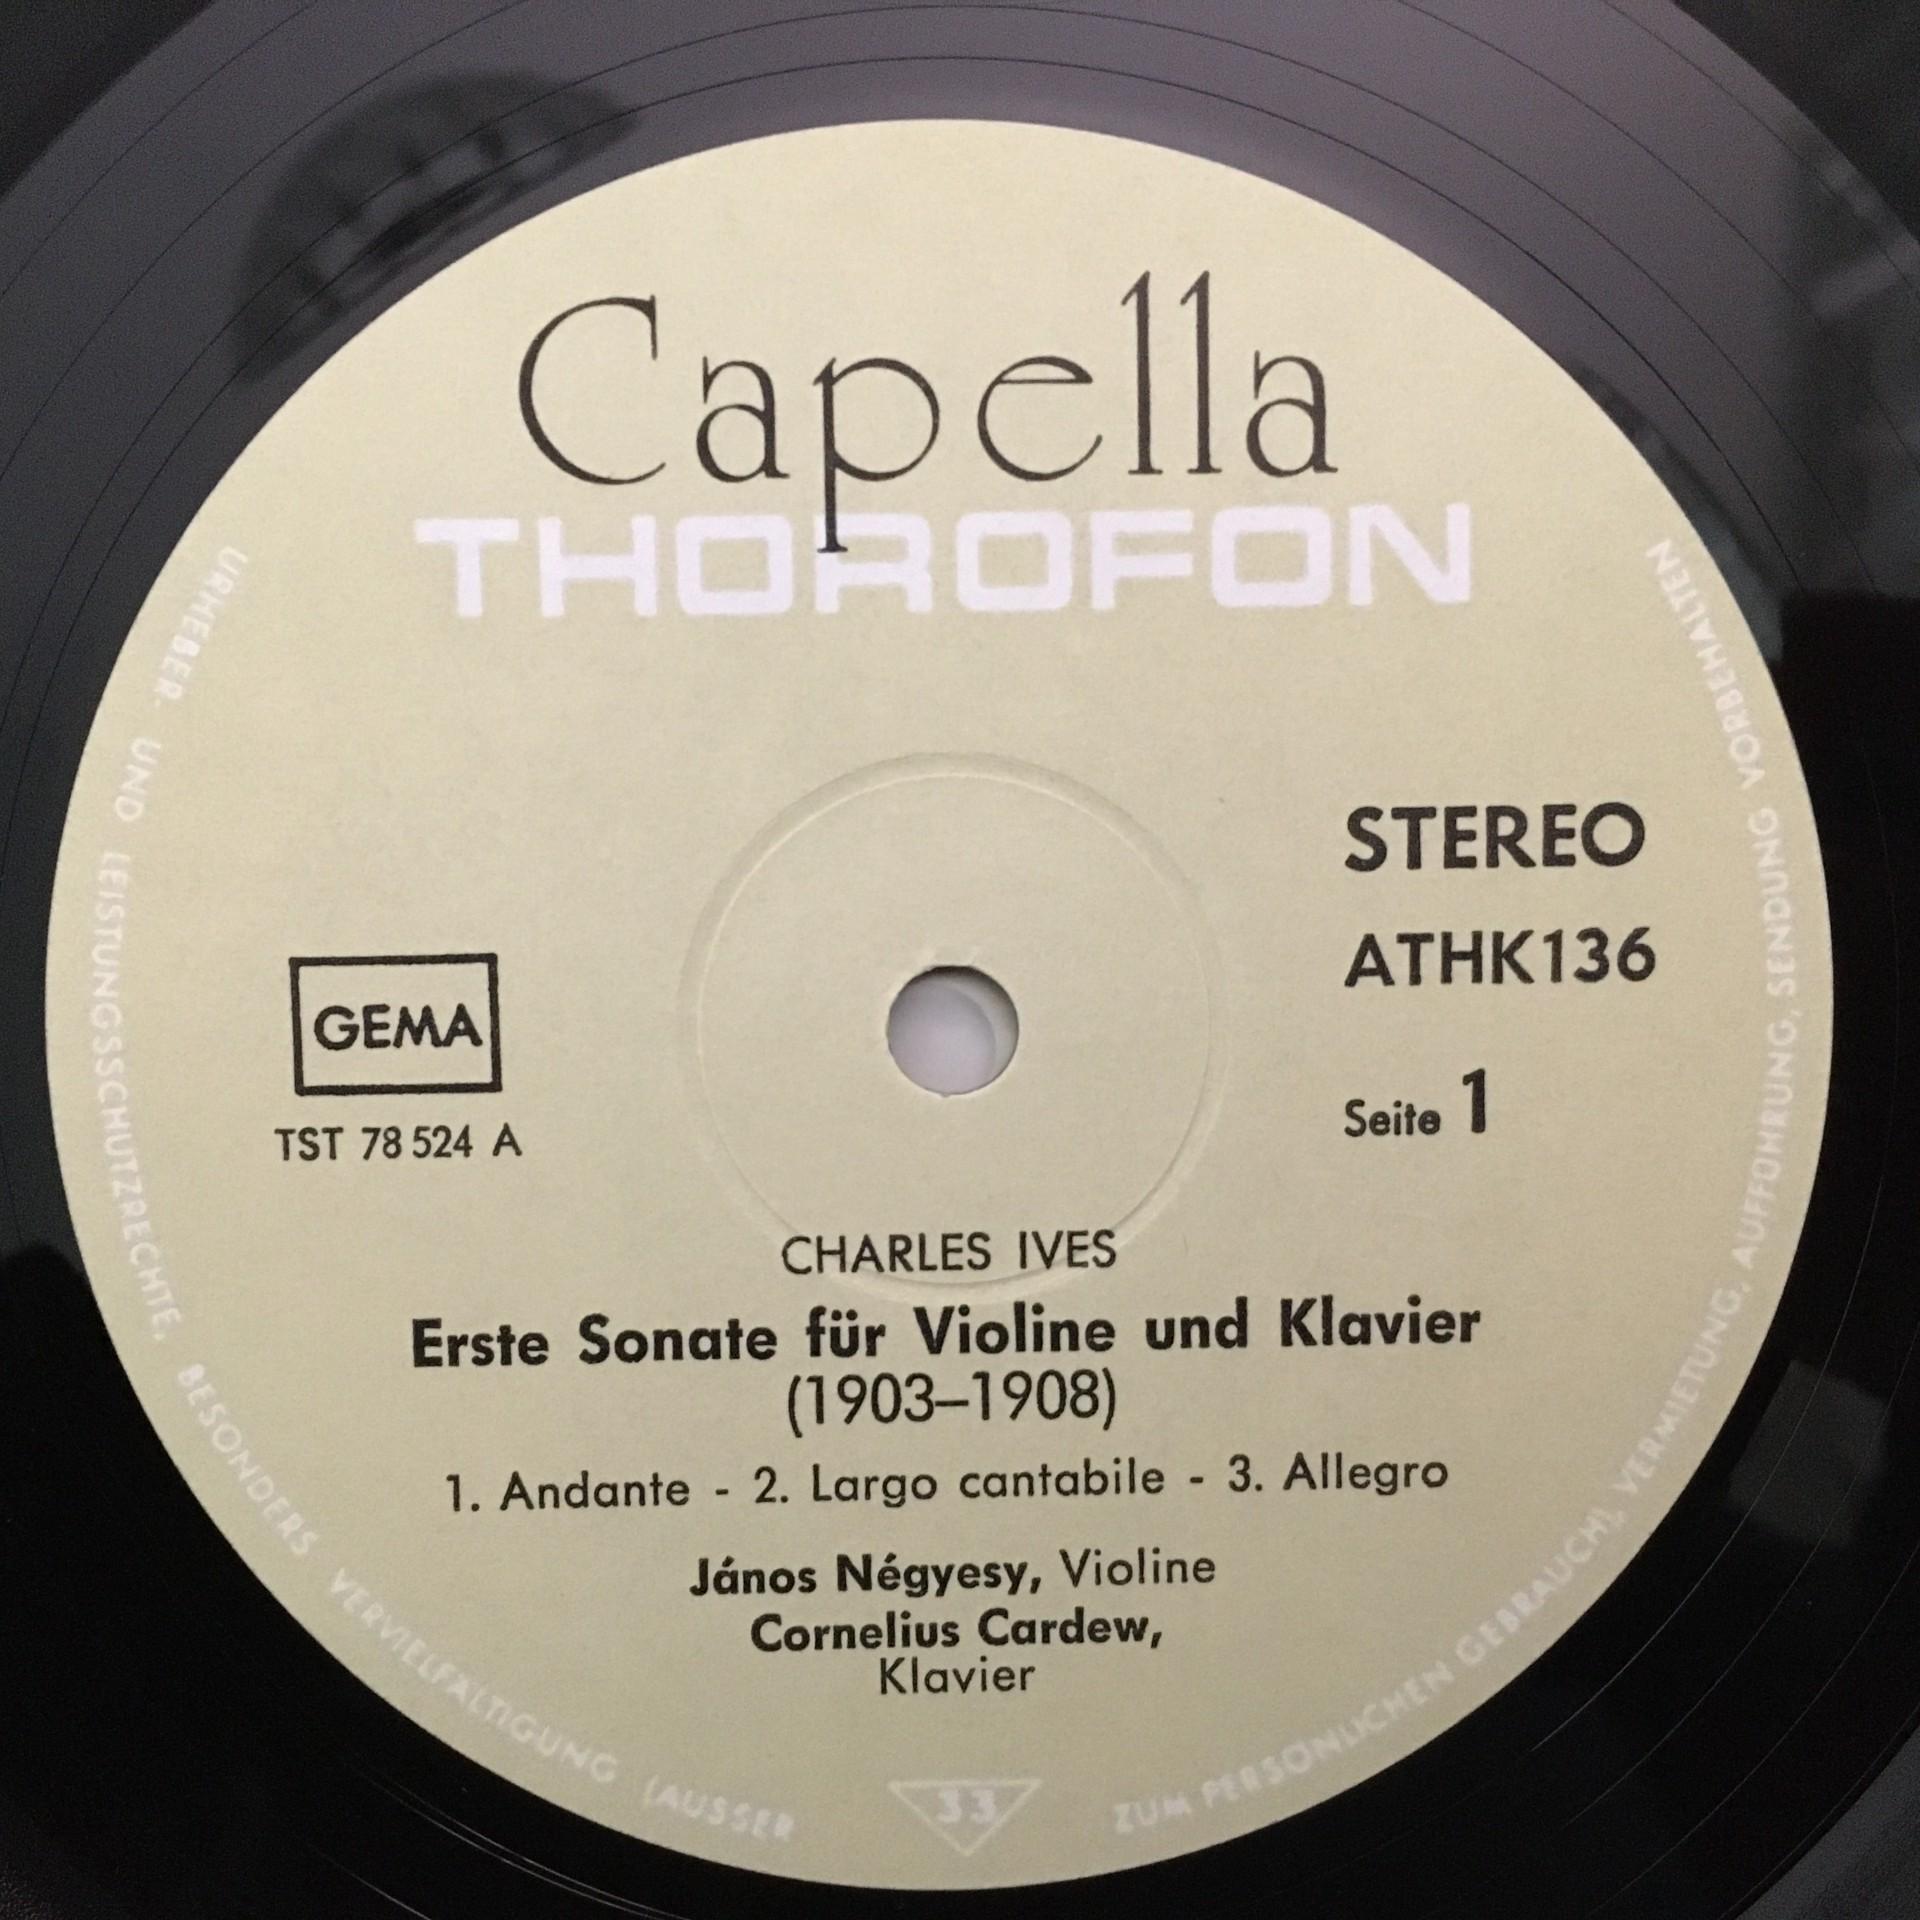 Capella
THOROFON
STEREO
ATHK136
GEMA
Seite 1
TST 78 524 A
CHARLES IVES
Erste Sonate für Violine und Klavier
(1903–1908)
1. Andante - 2. Largo cantabile - 3. Allegro
János Négyesy, Violine
Cornelius Cardew,
Klavier
33
URHEBER- UND LEISTUNGSSCHUTZRECHTE, BESONDERS VERVIELFÄLTIGUNG (AUSSER ZUM PERSÖNLICHEN GEBRAUCH), VERMIETUNG, AUFFÜHRUNG, SENDUNG VORBEHALTEN